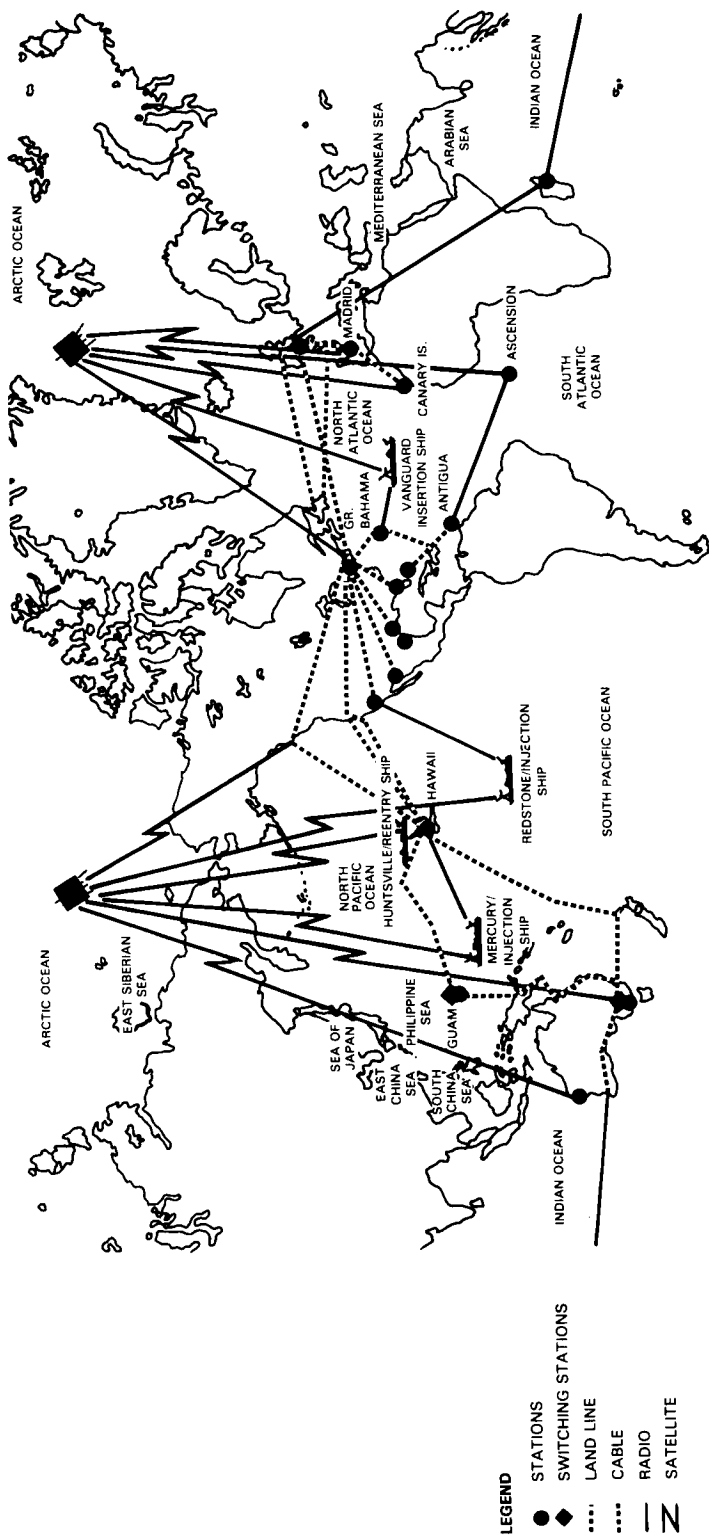 ARCTIC OCEAN
ARCTIC OCEAN
EAST SIBERIAN
SEA
SEA OF
JAPAN
EAST
CHINA
SEA
SOUTH
CHINA
SEA
PHILIPPINE
SEA
GUAM
NORTH
PACIFIC
OCEAN
HUNTSVILLE/REENTRY SHIP
HAWAII
MERCURY/
INJECTION
SHIP
REDSTONE/INJECTION
SHIP
SOUTH PACIFIC OCEAN
INDIAN OCEAN
GR.
BAHAMA
NORTH
ATLANTIC
OCEAN
VANGUARD
INSERTION SHIP
ANTIGUA
CANARY IS.
MADRID
ASCENSION
SOUTH
ATLANTIC
OCEAN
MEDITERRANEAN SEA
ARABIAN
SEA
INDIAN OCEAN
LEGEND
STATIONS
SWITCHING STATIONS
LAND LINE
CABLE
RADIO
SATELLITE